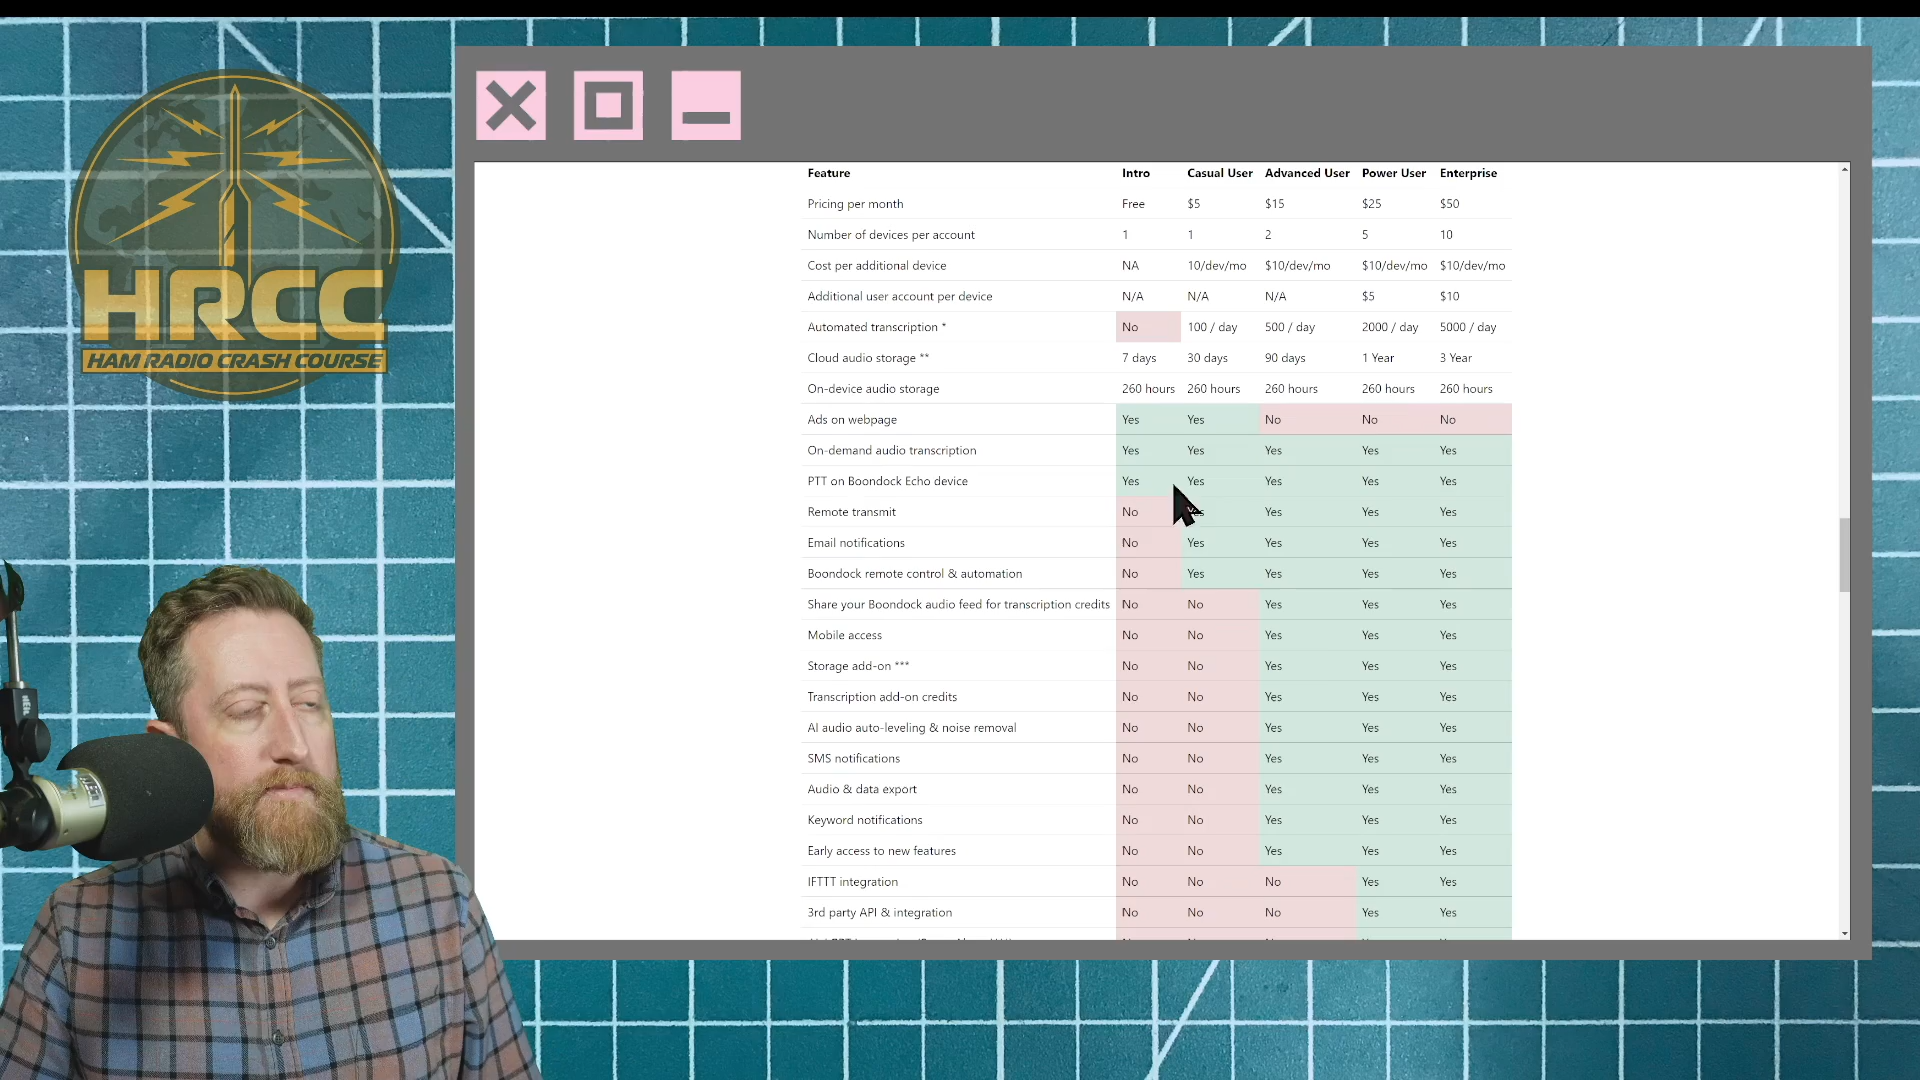 HRCC
HAM RADIO CRASH COURSE
Feature Intro Casual User Advanced User Power User Enterprise
Pricing per month Free $5 $15 $25 $50
Number of devices per account 1 1 2 5 10
Cost per additional device NA 10/dev/mo $10/dev/mo $10/dev/mo $10/dev/mo
Additional user account per device N/A N/A N/A $5 $10
Automated transcription * No 100 / day 500 / day 2000 / day 5000 / day
Cloud audio storage ** 7 days 30 days 90 days 1 Year 3 Year
On-device audio storage 260 hours 260 hours 260 hours 260 hours 260 hours
Ads on webpage Yes Yes No No No
On-demand audio transcription Yes Yes Yes Yes Yes
PTT on Boondock Echo device Yes Yes Yes Yes Yes
Remote transmit No Yes Yes Yes Yes
Email notifications No Yes Yes Yes Yes
Boondock remote control & automation No Yes Yes Yes Yes
Share your Boondock audio feed for transcription credits No No Yes Yes Yes
Mobile access No No Yes Yes Yes
Storage add-on *** No No Yes Yes Yes
Transcription add-on credits No No Yes Yes Yes
AI audio auto-leveling & noise removal No No Yes Yes Yes
SMS notifications No No Yes Yes Yes
Audio & data export No No Yes Yes Yes
Keyword notifications No No Yes Yes Yes
Early access to new features No No Yes Yes Yes
IFTTT integration No No No Yes Yes
3rd party API & integration No No No Yes Yes